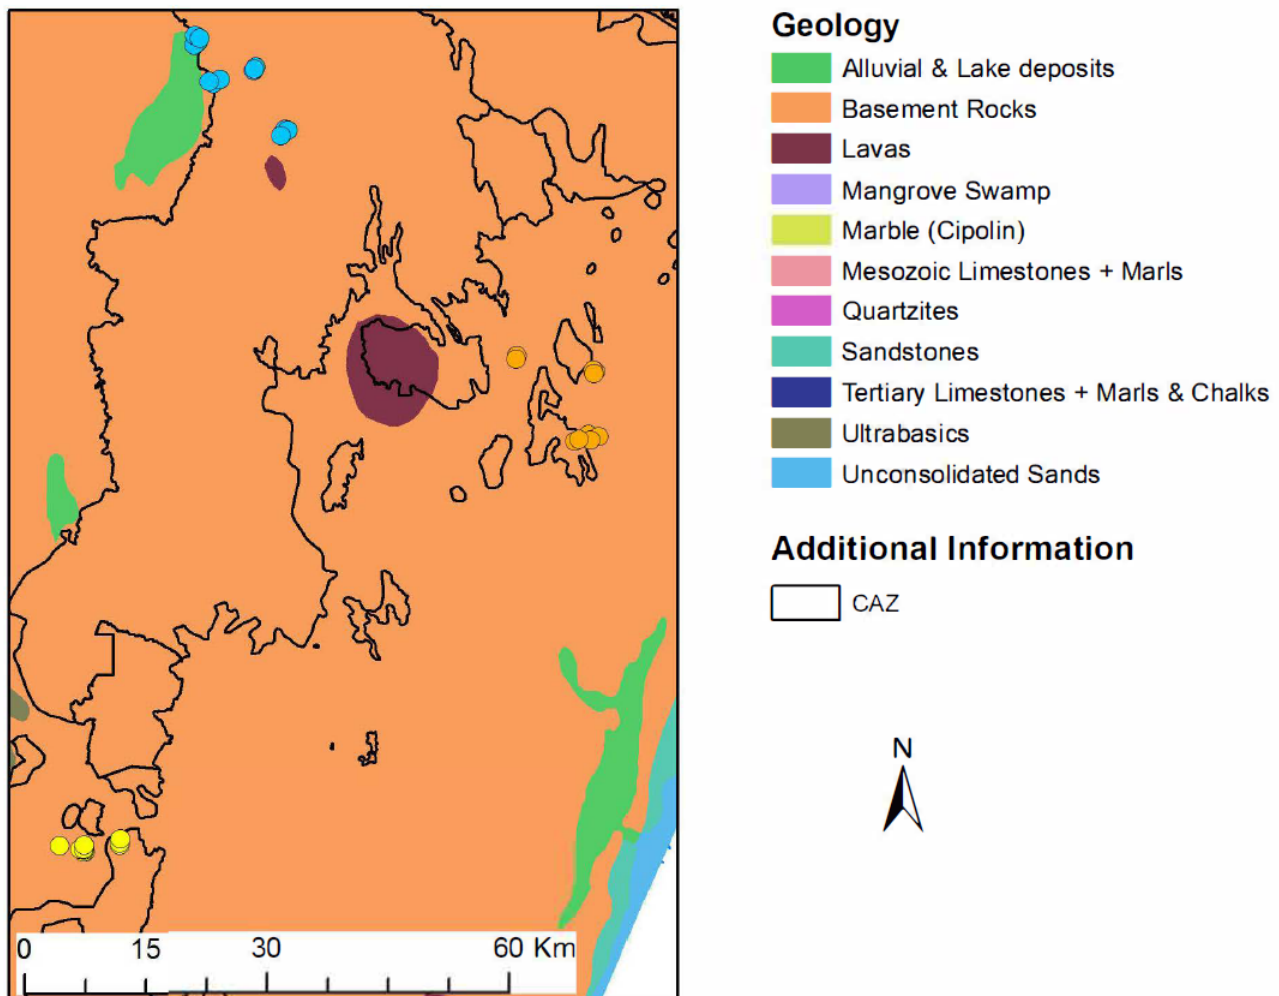 Geology
Alluvial & Lake deposits
Basement Rocks
Lavas
Mangrove Swamp
Marble (Cipolin)
Mesozoic Limestones + Marls
Quartzites
Sandstones
Tertiary Limestones + Marls & Chalks
Ultrabasics
Unconsolidated Sands
Additional Information
CAZ
N
0 15 30 60 Km